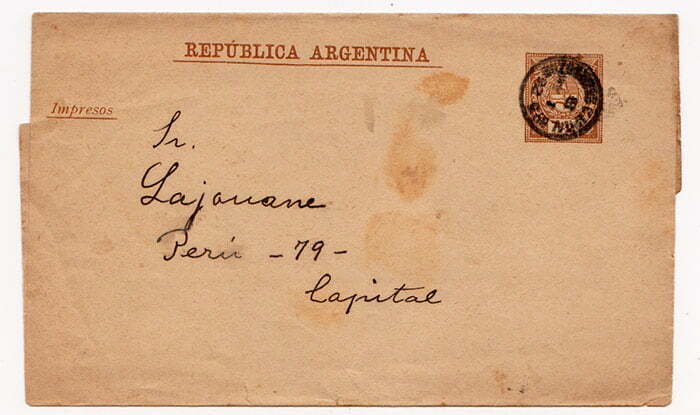 REPÚBLICA ARGENTINA
Impresos
Sr.
Lajouane
Perú - 79 -
Capital